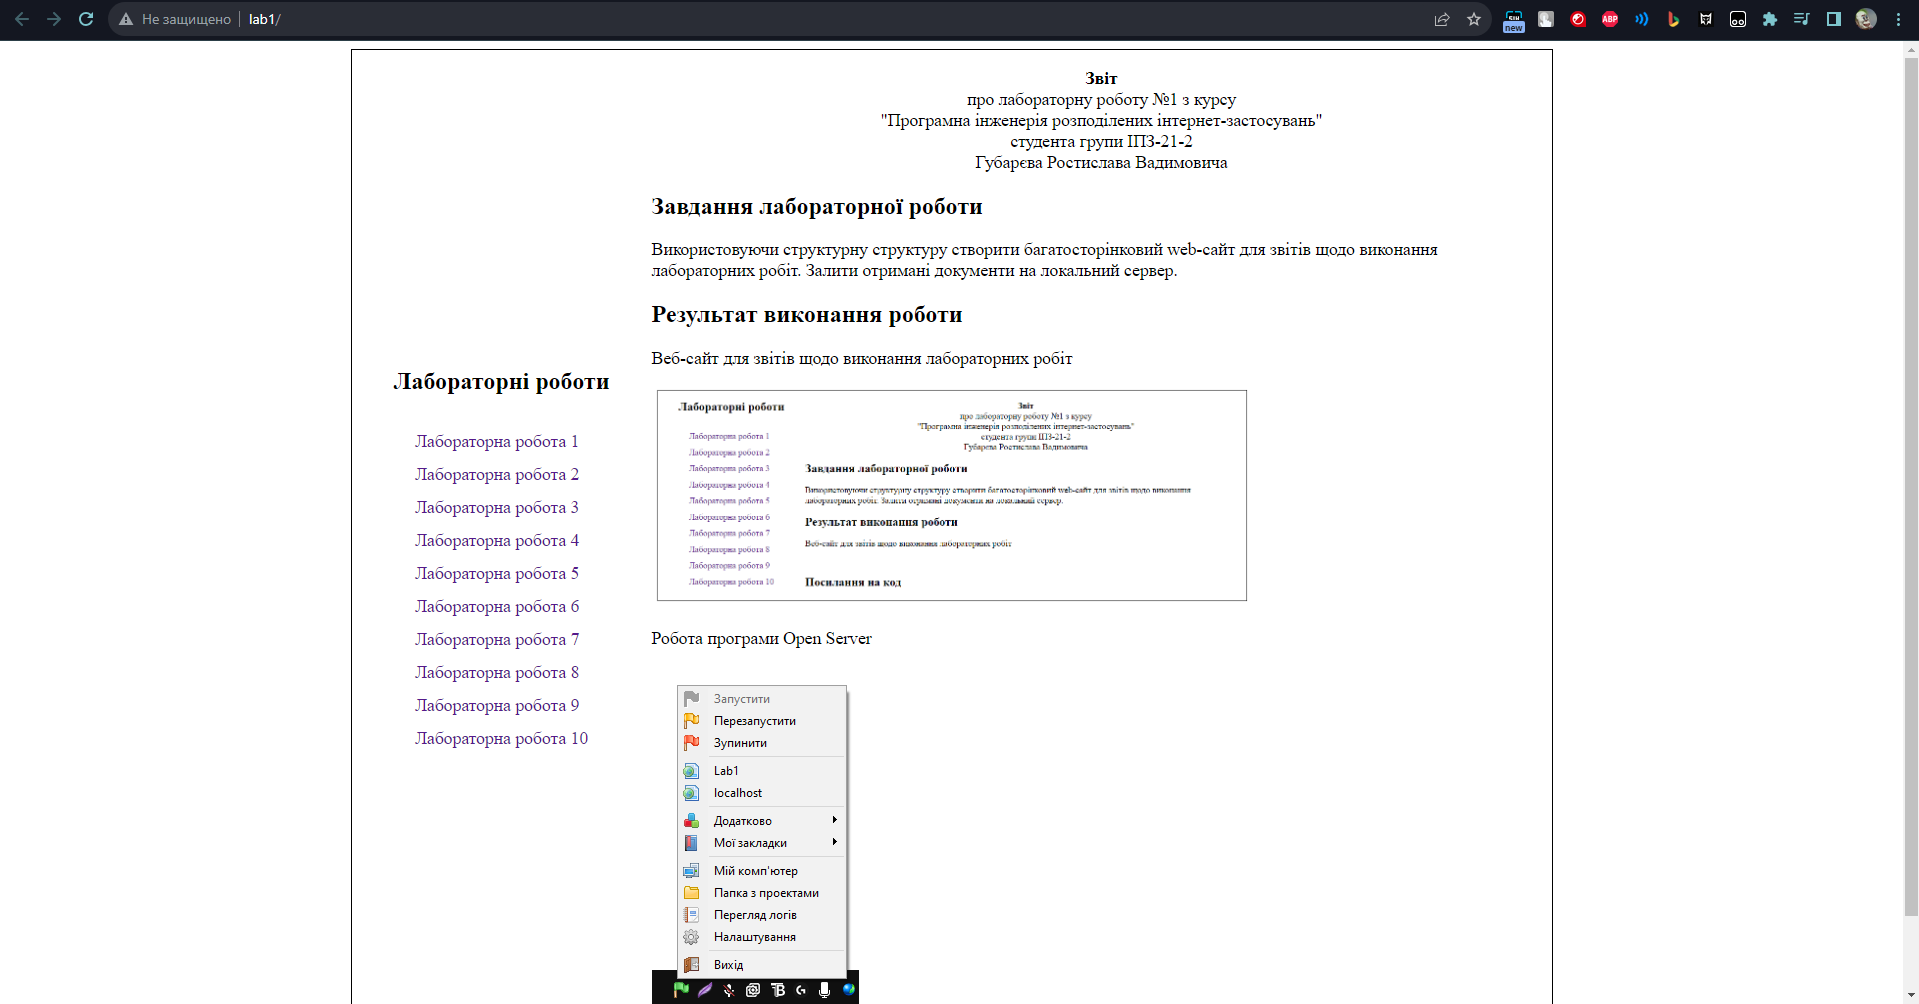 Не защищено
lab1/
new
ABP
Звіт
про лабораторну роботу №1 з курсу
"Програмна інженерія розподілених інтернет-застосувань"
студента групи ІПЗ-21-2
Губарєва Ростислава Вадимовича
Завдання лабораторної роботи
Використовуючи структурну структуру створити багатосторінковий web-сайт для звітів щодо виконання
лабораторних робіт. Залити отримані документи на локальний сервер.
Результат виконання роботи
Веб-сайт для звітів щодо виконання лабораторних робіт
Лабораторні роботи
Лабораторна робота 1
Лабораторна робота 2
Лабораторна робота 3
Лабораторна робота 4
Лабораторна робота 5
Лабораторна робота 6
Лабораторна робота 7
Лабораторна робота 8
Лабораторна робота 9
Лабораторна робота 10
Лабораторні роботи
Лабораторна робота 1
Лабораторна робота 2
Лабораторна робота 3
Лабораторна робота 4
Лабораторна робота 5
Лабораторна робота 6
Лабораторна робота 7
Лабораторна робота 8
Лабораторна робота 9
Лабораторна робота 10
Звіт
про лабораторну роботу №1 з курсу
"Програмна інженерія розподілених інтернет-застосувань"
студента групи ІПЗ-21-2
Губарєва Ростислава Вадимовича
Завдання лабораторної роботи
Використовуючи структурну структуру створити багатосторінковий web-сайт для звітів щодо виконання
лабораторних робіт. Залити отримані документи на локальний сервер.
Результат виконання роботи
Веб-сайт для звітів щодо виконання лабораторних робіт
Посилання на код
Робота програми Open Server
Запустити
Перезапустити
Зупинити
Lab1
localhost
Додатково
Мої закладки
Мій комп'ютер
Папка з проектами
Перегляд логів
Налаштування
Вихід